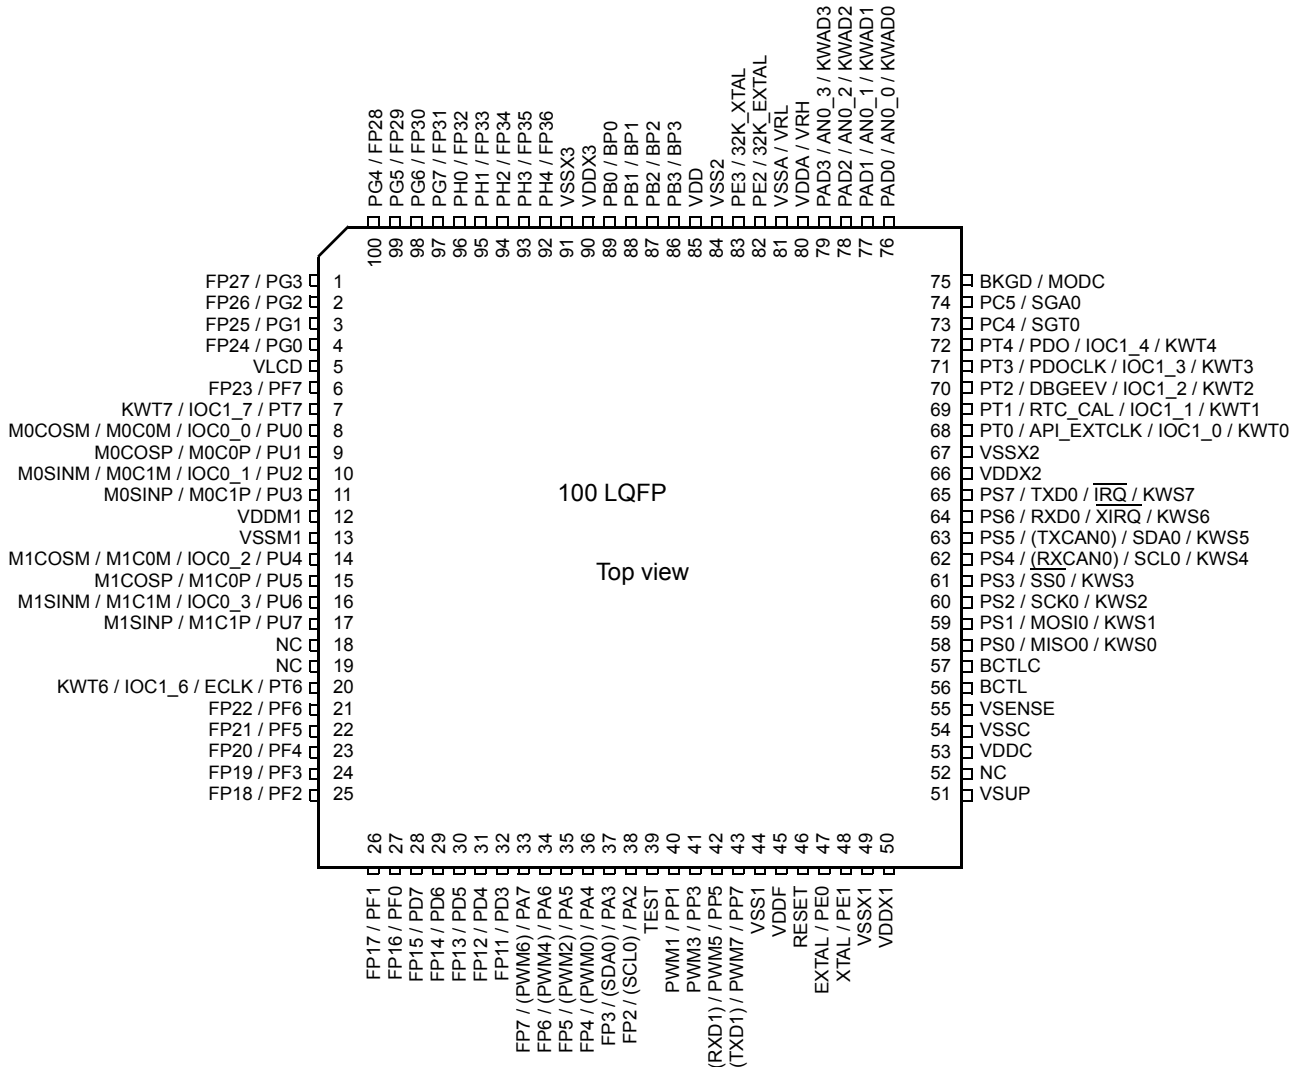 PG4 / FP28
PG5 / FP29
PG6 / FP30
PG7 / FP31
PH0 / FP32
PH1 / FP33
PH2 / FP34
PH3 / FP35
PH4 / FP36
VSSX3
VDDX3
PB0 / BP0
PB1 / BP1
PB2 / BP2
PB3 / BP3
VDD
VSS2
PE3 / 32K_XTAL
PE2 / 32K_EXTAL
VSSA / VRL
VDDA / VRH
PAD3 / AN0_3 / KWAD3
PAD2 / AN0_2 / KWAD2
PAD1 / AN0_1 / KWAD1
PAD0 / AN0_0 / KWAD0
100
99
98
97
96
95
94
93
92
91
90
89
88
87
86
85
84
83
82
81
80
79
78
77
76
FP27 / PG3 1
FP26 / PG2 2
FP25 / PG1 3
FP24 / PG0 4
VLCD 5
FP23 / PF7 6
KWT7 / IOC1_7 / PT7 7
M0COSM / M0C0M / IOC0_0 / PU0 8
M0COSP / M0C0P / PU1 9
M0SINM / M0C1M / IOC0_1 / PU2 10
M0SINP / M0C1P / PU3 11
VDDM1 12
VSSM1 13
M1COSM / M1C0M / IOC0_2 / PU4 14
M1COSP / M1C0P / PU5 15
M1SINM / M1C1M / IOC0_3 / PU6 16
M1SINP / M1C1P / PU7 17
NC 18
NC 19
KWT6 / IOC1_6 / ECLK / PT6 20
FP22 / PF6 21
FP21 / PF5 22
FP20 / PF4 23
FP19 / PF3 24
FP18 / PF2 25
100 LQFP
Top view
75 BKGD / MODC
74 PC5 / SGA0
73 PC4 / SGT0
72 PT4 / PDO / IOC1_4 / KWT4
71 PT3 / PDOCLK / IOC1_3 / KWT3
70 PT2 / DBGEEV / IOC1_2 / KWT2
69 PT1 / RTC_CAL / IOC1_1 / KWT1
68 PT0 / API_EXTCLK / IOC1_0 / KWT0
67 VSSX2
66 VDDX2
65 PS7 / TXD0 / IRQ / KWS7
64 PS6 / RXD0 / XIRQ / KWS6
63 PS5 / (TXCAN0) / SDA0 / KWS5
62 PS4 / (RXCAN0) / SCL0 / KWS4
61 PS3 / SS0 / KWS3
60 PS2 / SCK0 / KWS2
59 PS1 / MOSI0 / KWS1
58 PS0 / MISO0 / KWS0
57 BCTLC
56 BCTL
55 VSENSE
54 VSSC
53 VDDC
52 NC
51 VSUP
26
27
28
29
30
31
32
33
34
35
36
37
38
39
40
41
42
43
44
45
46
47
48
49
50
FP17 / PF1
FP16 / PF0
FP15 / PD7
FP14 / PD6
FP13 / PD5
FP12 / PD4
FP11 / PD3
FP7 / (PWM6) / PA7
FP6 / (PWM4) / PA6
FP5 / (PWM2) / PA5
FP4 / (PWM0) / PA4
FP3 / (SDA0) / PA3
FP2 / (SCL0) / PA2
TEST
PWM1 / PP1
PWM3 / PP3
(RXD1) / PWM5 / PP5
(TXD1) / PWM7 / PP7
VSS1
VDDF
RESET
EXTAL / PE0
XTAL / PE1
VSSX1
VDDX1